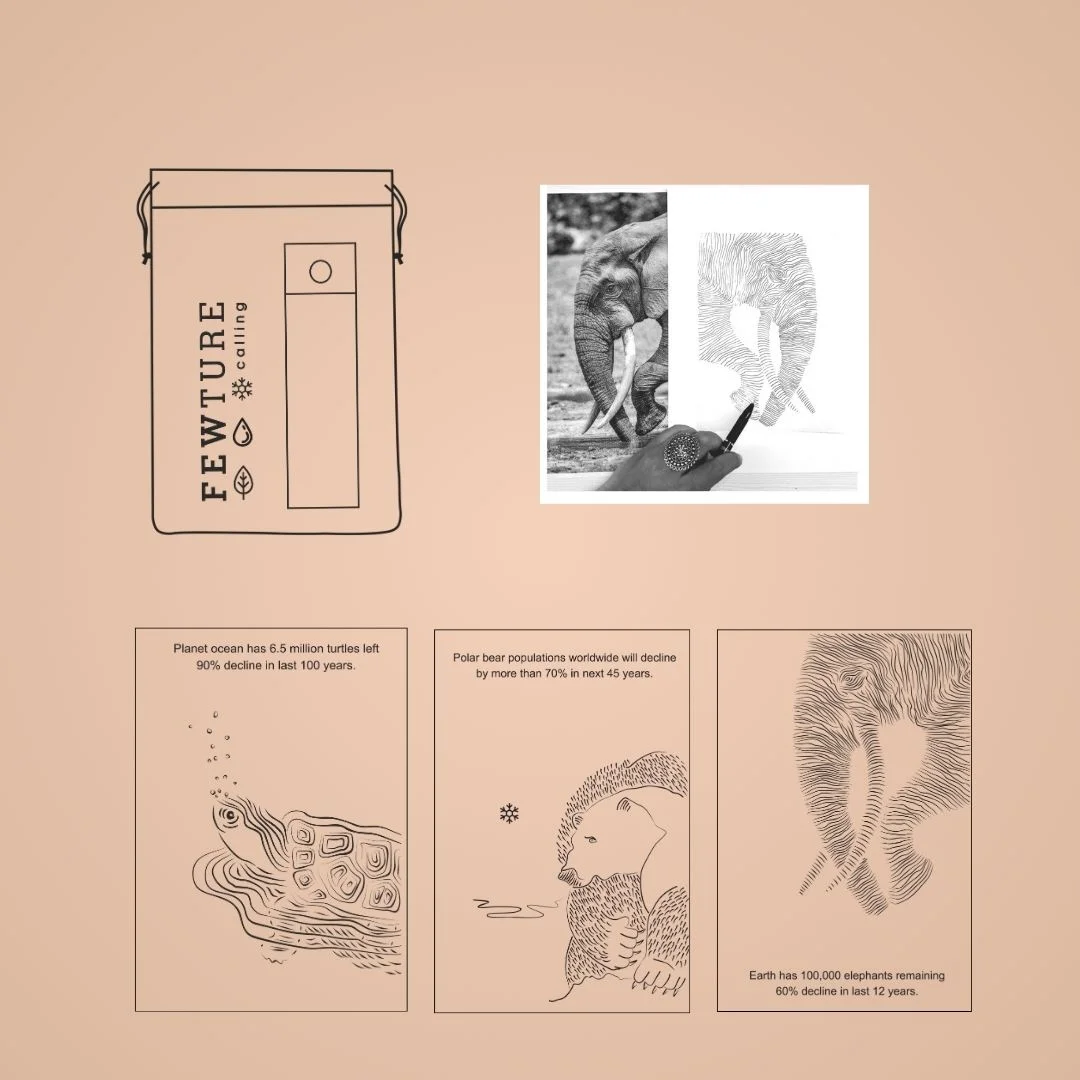 FEWTURE
calling
Planet ocean has 6.5 million turtles left
90% decline in last 100 years.
Polar bear populations worldwide will decline
by more than 70% in next 45 years.
Earth has 100,000 elephants remaining
60% decline in last 12 years.